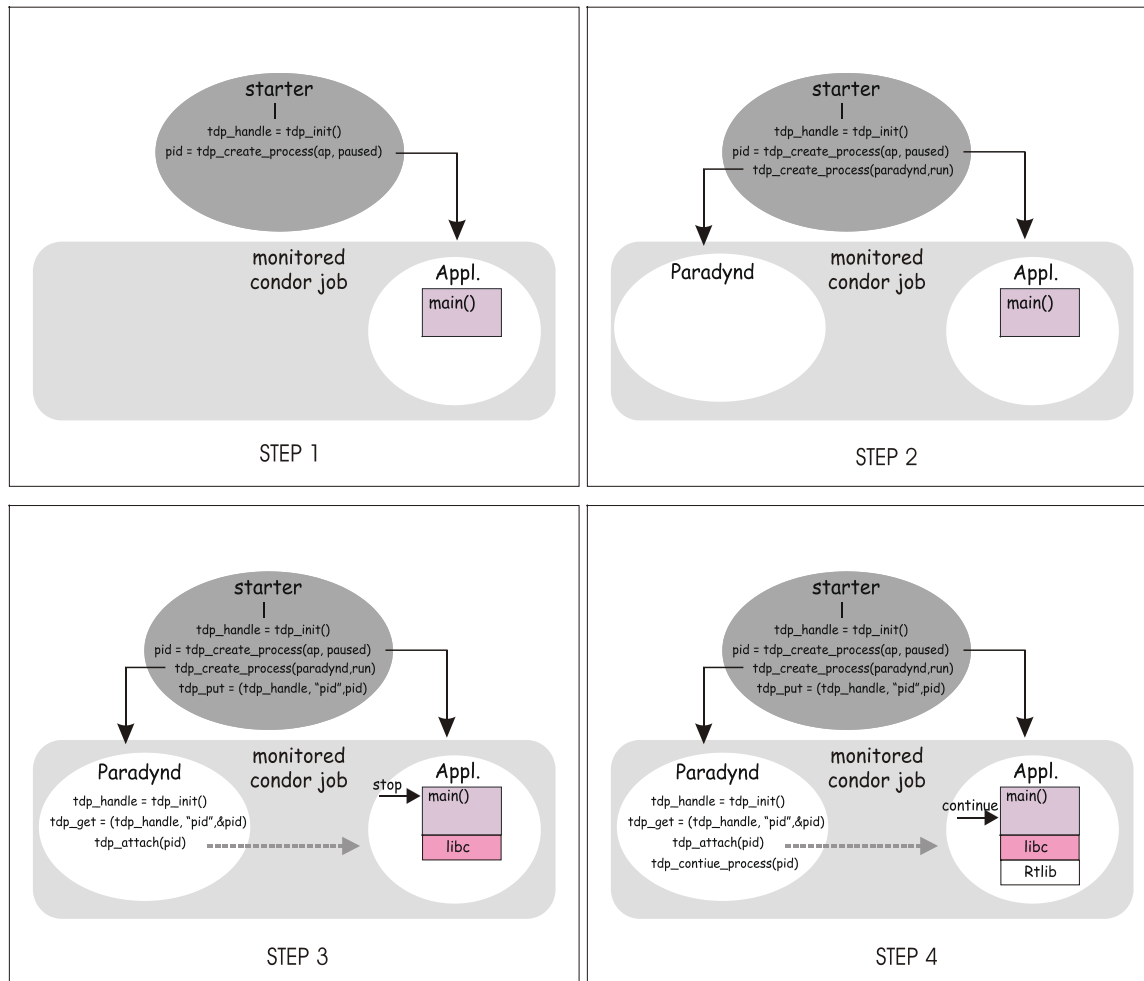 starter
tdp_handle = tdp_init()
pid = tdp_create_process(ap, paused)
monitored
condor job
Appl.
main()
STEP 1
starter
tdp_handle = tdp_init()
pid = tdp_create_process(ap, paused)
tdp_create_process(paradynd,run)
Paradynd
monitored
condor job
Appl.
main()
STEP 2
starter
tdp_handle = tdp_init()
pid = tdp_create_process(ap, paused)
tdp_create_process(paradynd,run)
tdp_put = (tdp_handle, “pid”,pid)
Paradynd
tdp_handle = tdp_init()
tdp_get = (tdp_handle, “pid”,&pid)
tdp_attach(pid)
monitored
condor job
stop
Appl.
main()
libc
STEP 3
starter
tdp_handle = tdp_init()
pid = tdp_create_process(ap, paused)
tdp_create_process(paradynd,run)
tdp_put = (tdp_handle, “pid”,pid)
Paradynd
tdp_handle = tdp_init()
tdp_get = (tdp_handle, “pid”,&pid)
tdp_attach(pid)
tdp_contiue_process(pid)
monitored
condor job
continue
Appl.
main()
libc
Rtlib
STEP 4